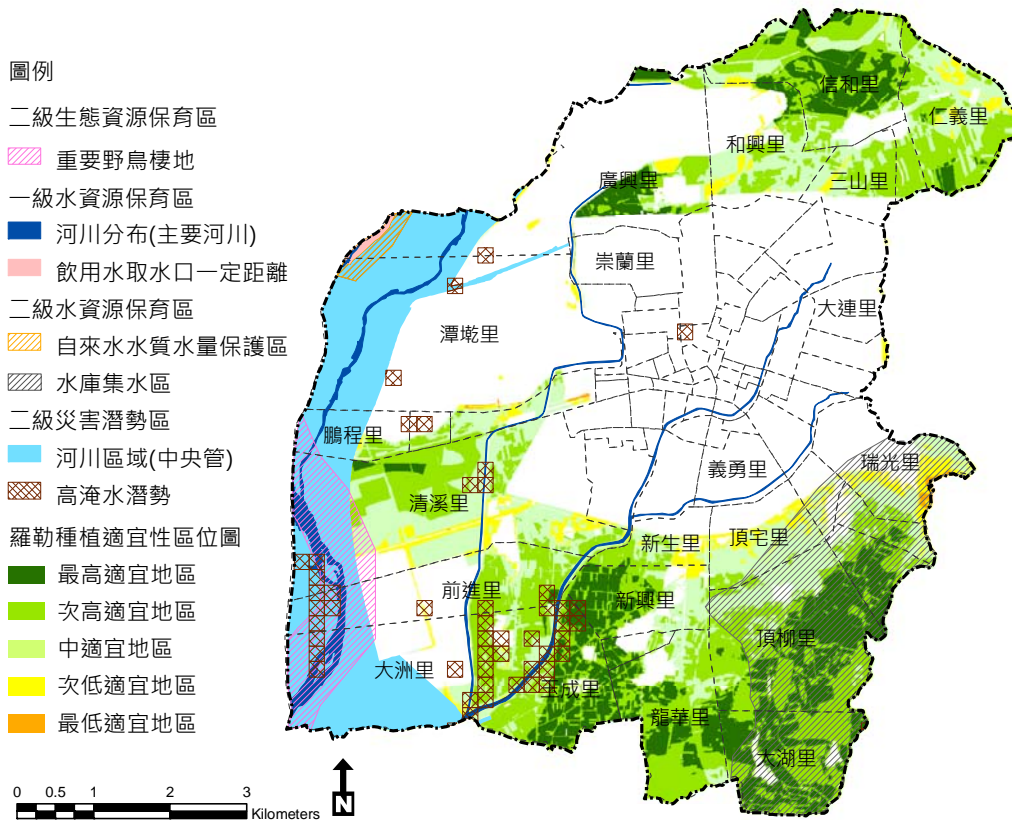 圖例
二級生態資源保育區
重要野鳥棲地
一級水資源保育區
河川分布(主要河川)
飲用水取水口一定距離
二級水資源保育區
自來水水質水量保護區
水庫集水區
二級災害潛勢區
河川區域(中央管)
高淹水潛勢
羅勒種植適宜性區位圖
最高適宜地區
次高適宜地區
中適宜地區
次低適宜地區
最低適宜地區
0 0.5 1 2 3
Kilometers
N
信和里
仁義里
和興里
廣興里
三山里
崇蘭里
大連里
潭墘里
鵬程里
義勇里
瑞光里
清溪里
新生里
頂宅里
前進里
新興里
頂柳里
大洲里
玉成里
龍華里
大湖里